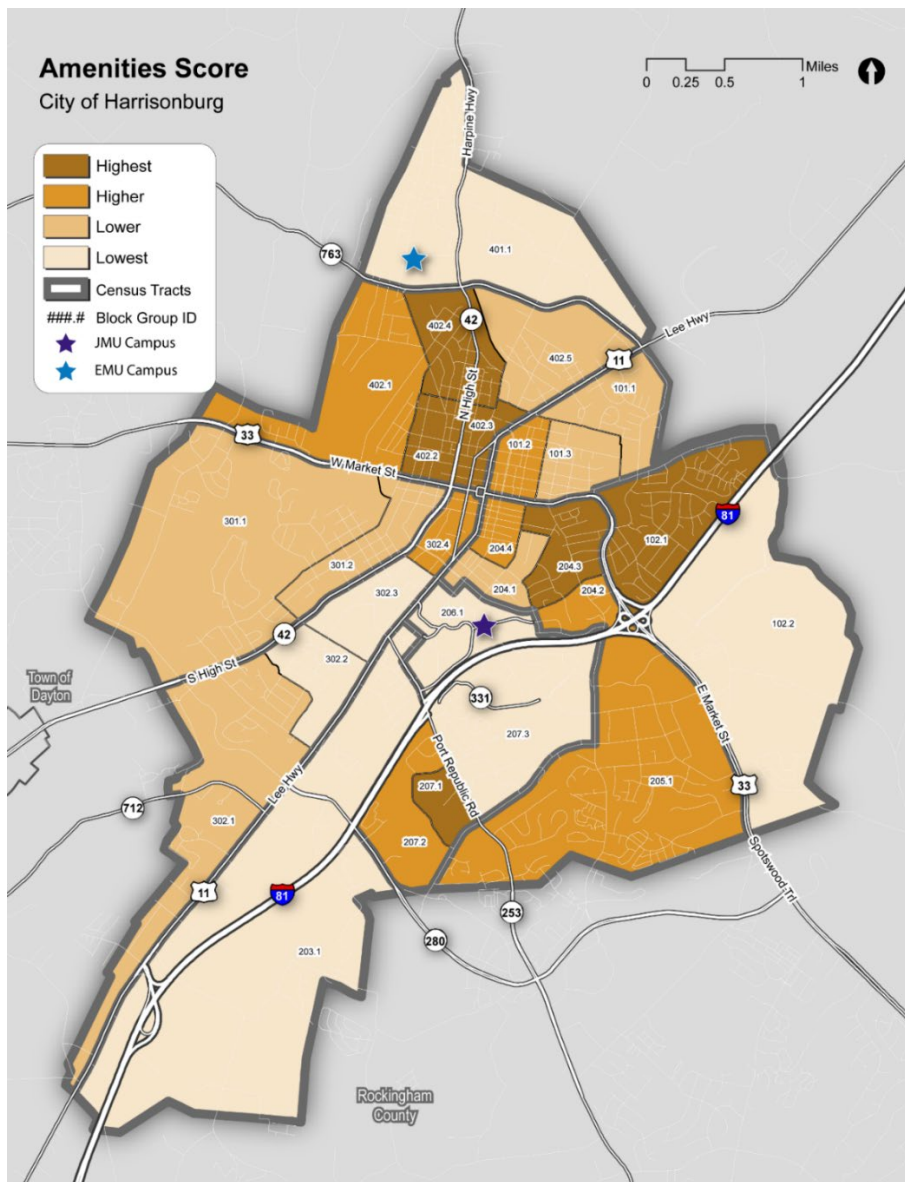 Amenities Score
City of Harrisonburg
Miles
0 0.25 0.5 1
Highest
Higher
Lower
Lowest
Census Tracts
###.# Block Group ID
JMU Campus
EMU Campus
Harpine Hwy
401.1
763
42
402.4
402.5
Lee Hwy
11
101.1
402.1
N High St
402.3
33
402.2
101.2
101.3
W Market St
81
301.1
302.4
204.4
102.1
204.3
301.2
204.1
204.2
302.3
206.1
102.2
42
302.2
S High St
Town of
Dayton
331
207.3
E Market St
Port Republic Rd
205.1
33
Lee Hwy
207.1
712
302.1
207.2
Spotswood Trl
11
81
253
280
203.1
Rockingham
County